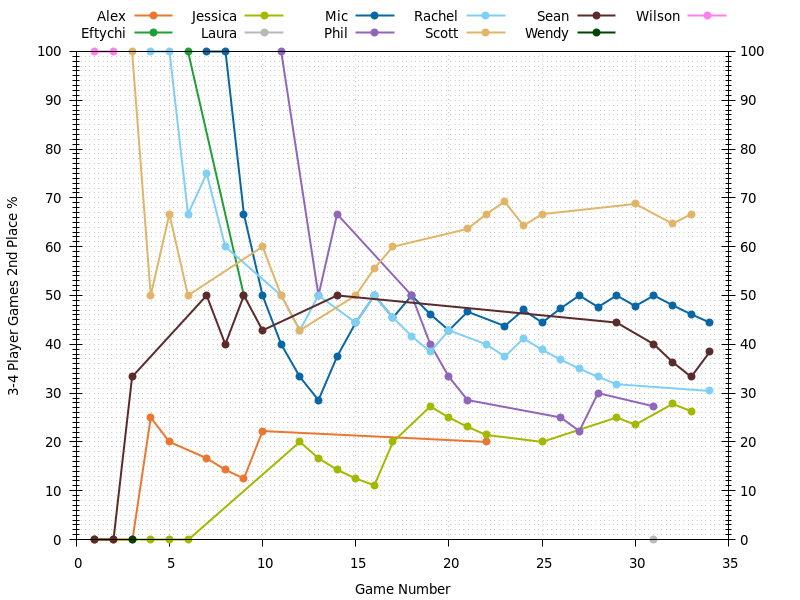 Alex Jessica Mic Rachel Sean Wilson
Eftychi Laura Phil Scott Wendy
100 100
90 90
80 80
70 70
60 60
50 50
40 40
30 30
20 20
10 10
0 0
0 5 10 15 20 25 30 35
3-4 Player Games 2nd Place %
Game Number